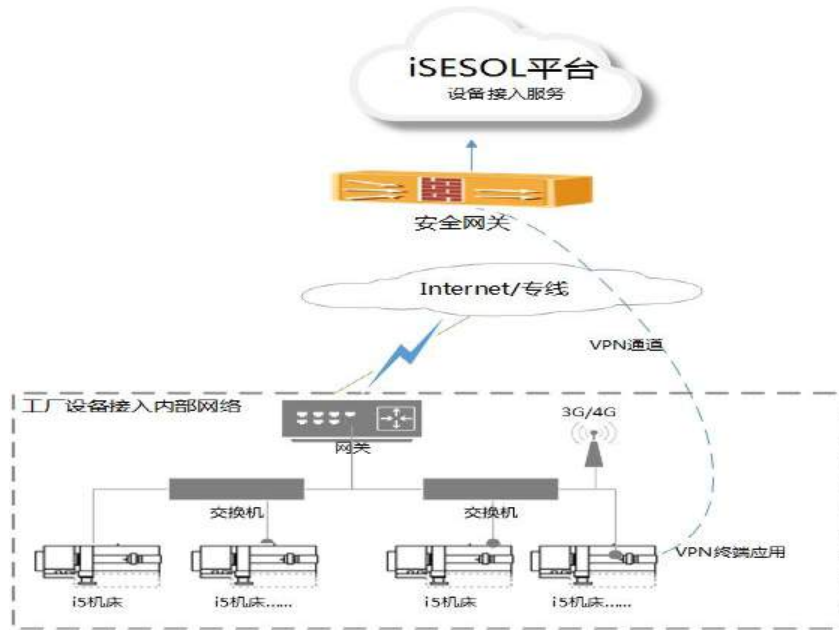 iSESOL平台
设备接入服务
安全网关
Internet/专线
VPN通道
工厂设备接入内部网络
3G/4G
网关
交换机
交换机
VPN终端应用
i5机床
i5机床......
i5机床
i5机床......